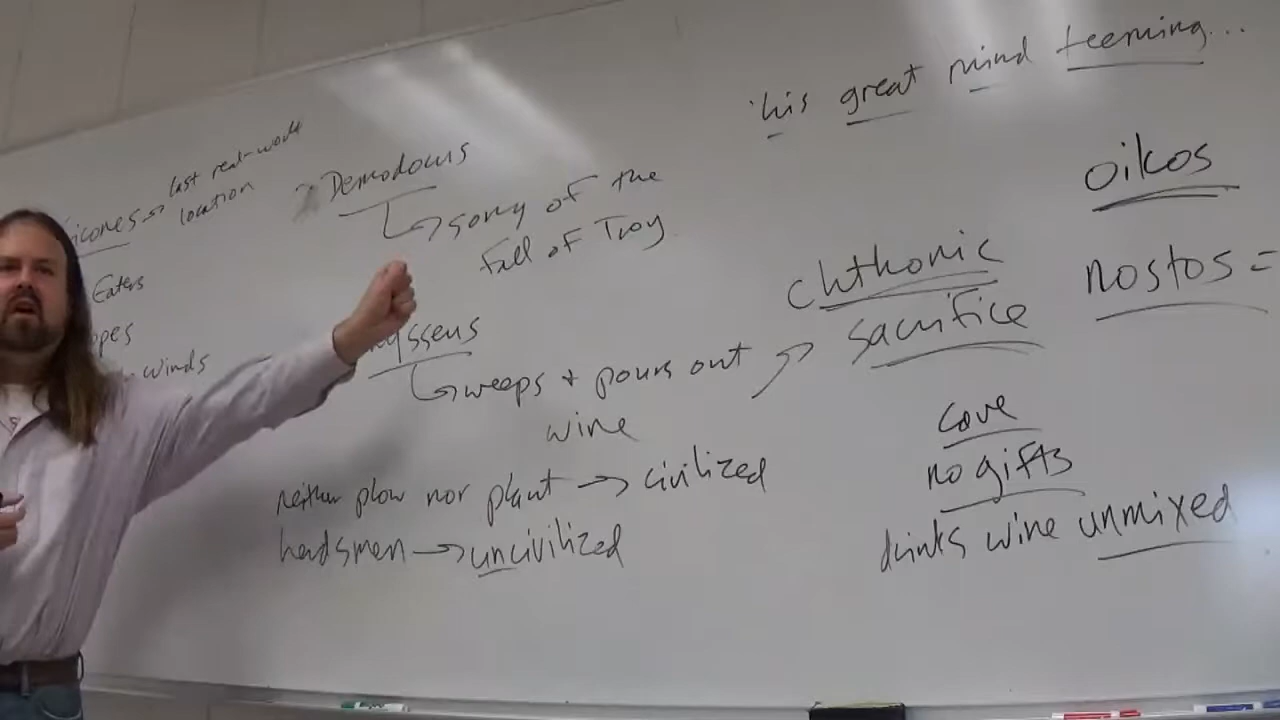 'his great mind teeming...
icones → last real-world
location
Eaters
opes
winds
Demodocus
↳ song of the
fall of Troy
ysseus
↳ weeps + pours out → chthonic
sacrifice
wine
neither plow nor plant → civilized
herdsmen → uncivilized
oikos
nostos =
cave
no gifts
drinks wine unmixed